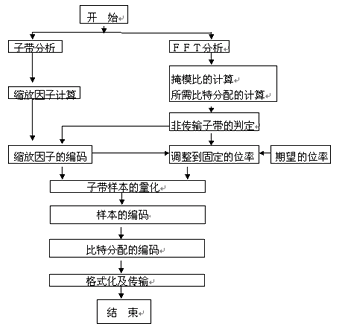 开 始
子带分析
ＦＦＴ分析
缩放因子计算
掩模比的计算
所需比特分配的计算
非传输子带的判定
缩放因子的编码
调整到固定的位率
期望的位率
子带样本的量化
样本的编码
比特分配的编码
格式化及传输
结 束